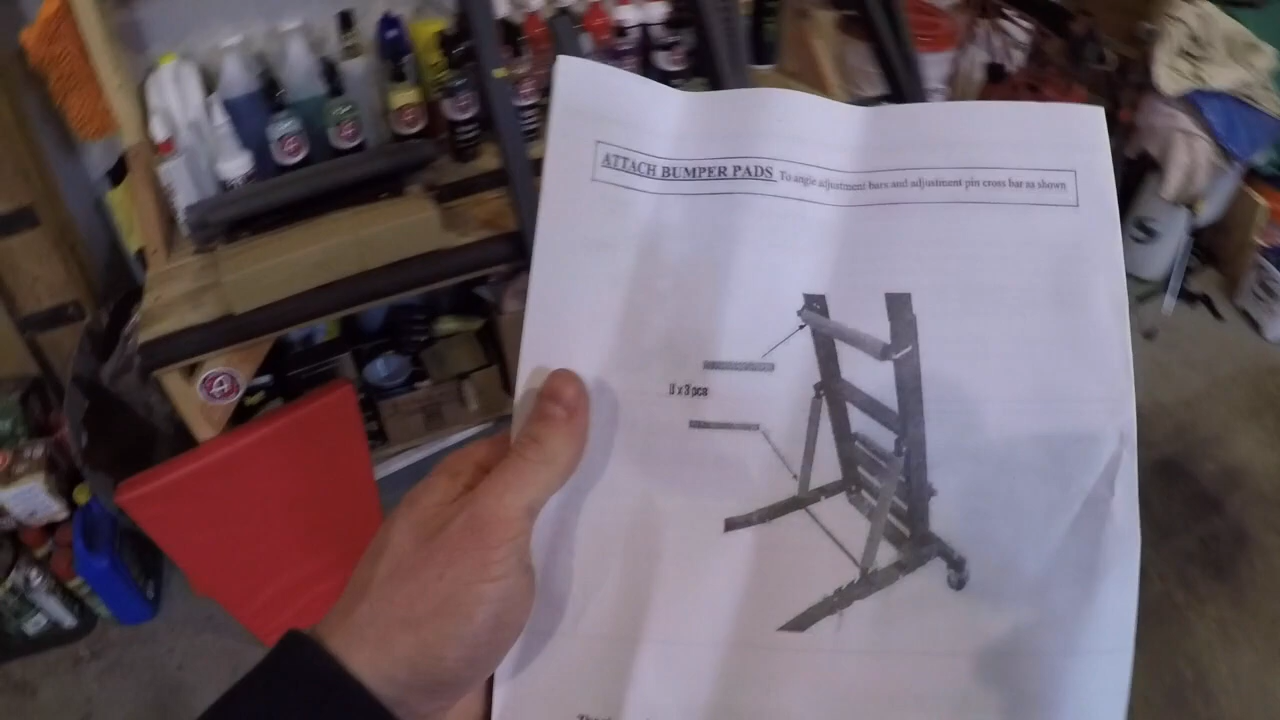 ATTACH BUMPER PADS To angle adjustment bars and adjustment pin cross bar as shown
U x 3 pcs